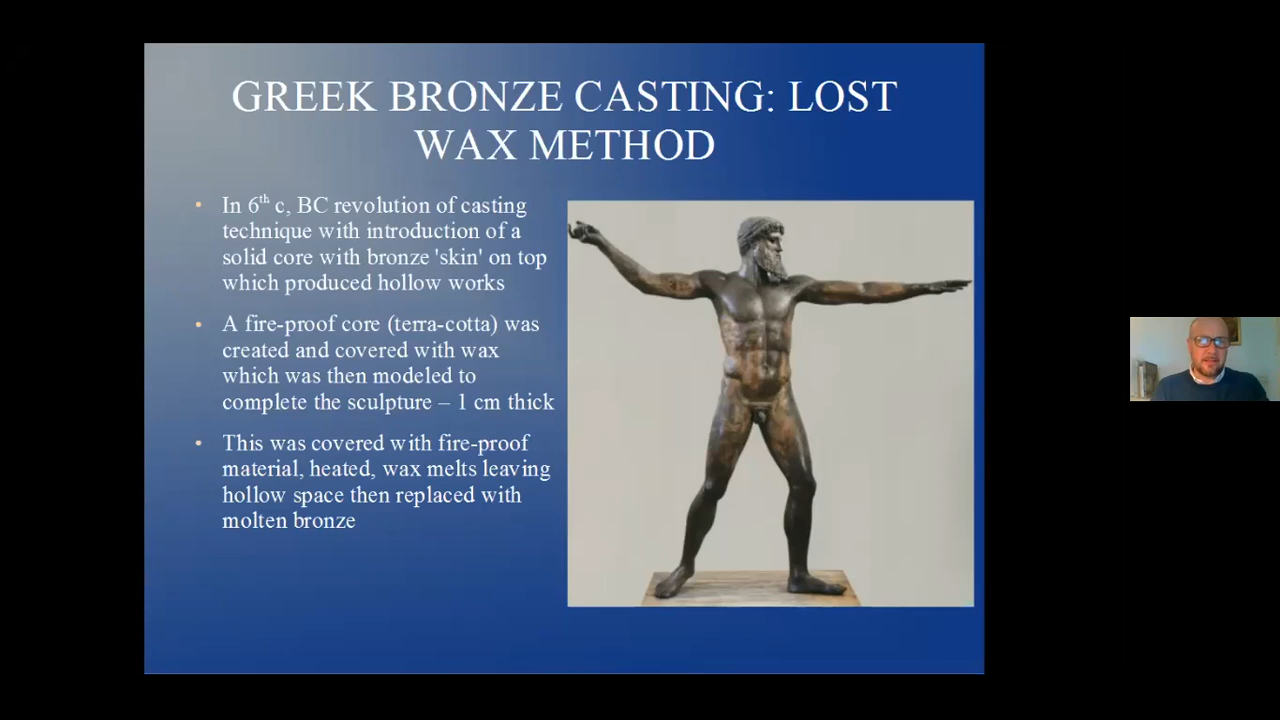 GREEK BRONZE CASTING: LOST
WAX METHOD
In 6th c, BC revolution of casting
technique with introduction of a
solid core with bronze 'skin' on top
which produced hollow works
A fire-proof core (terra-cotta) was
created and covered with wax
which was then modeled to
complete the sculpture – 1 cm thick
This was covered with fire-proof
material, heated, wax melts leaving
hollow space then replaced with
molten bronze